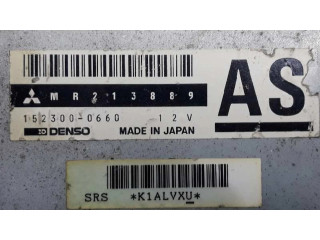 MR213889
AS
152300-0660 12V
DENSO MADE IN JAPAN
SRS *K1ALVXU*